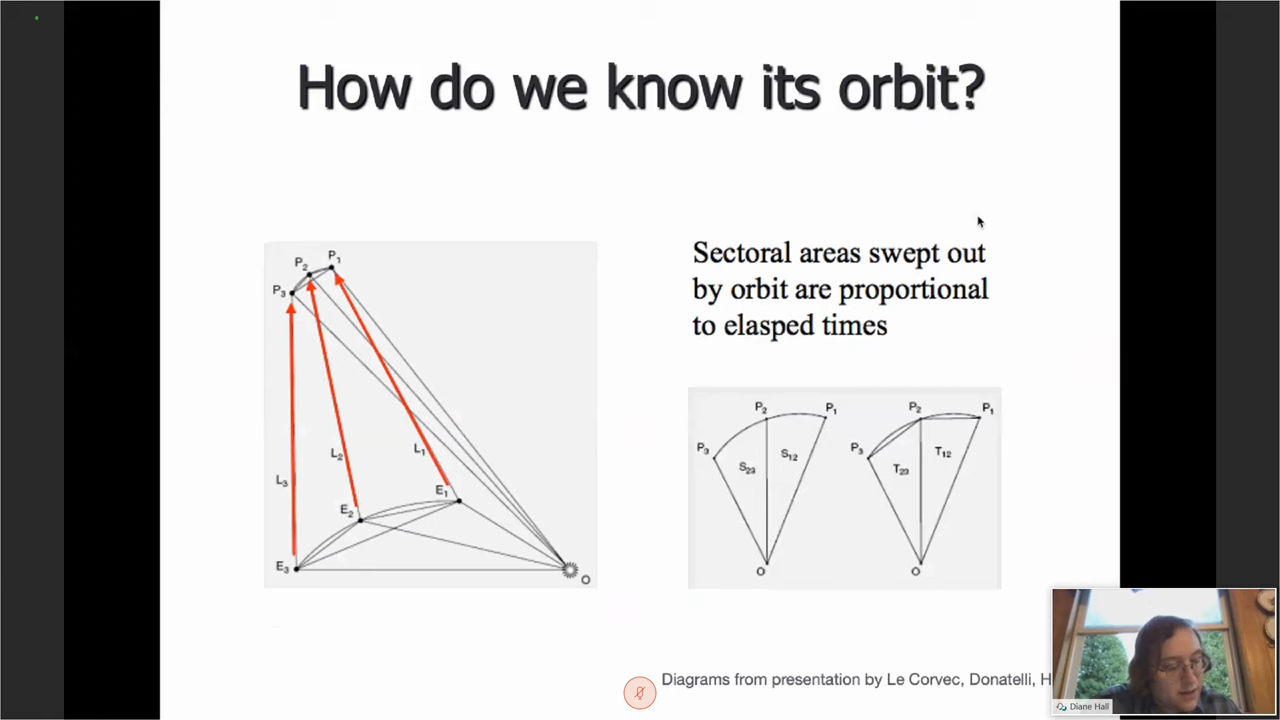 How do we know its orbit?
P₂ P₁
P₃
L₃ L₂ L₁
E₁
E₂
E₃ O
Sectoral areas swept out
by orbit are proportional
to elasped times
P₂ P₁
P₃
S₂₃ S₁₂
O
P₂ P₁
P₃
T₂₃ T₁₂
O
Diagrams from presentation by Le Corvec, Donatelli, H
Diane Hall